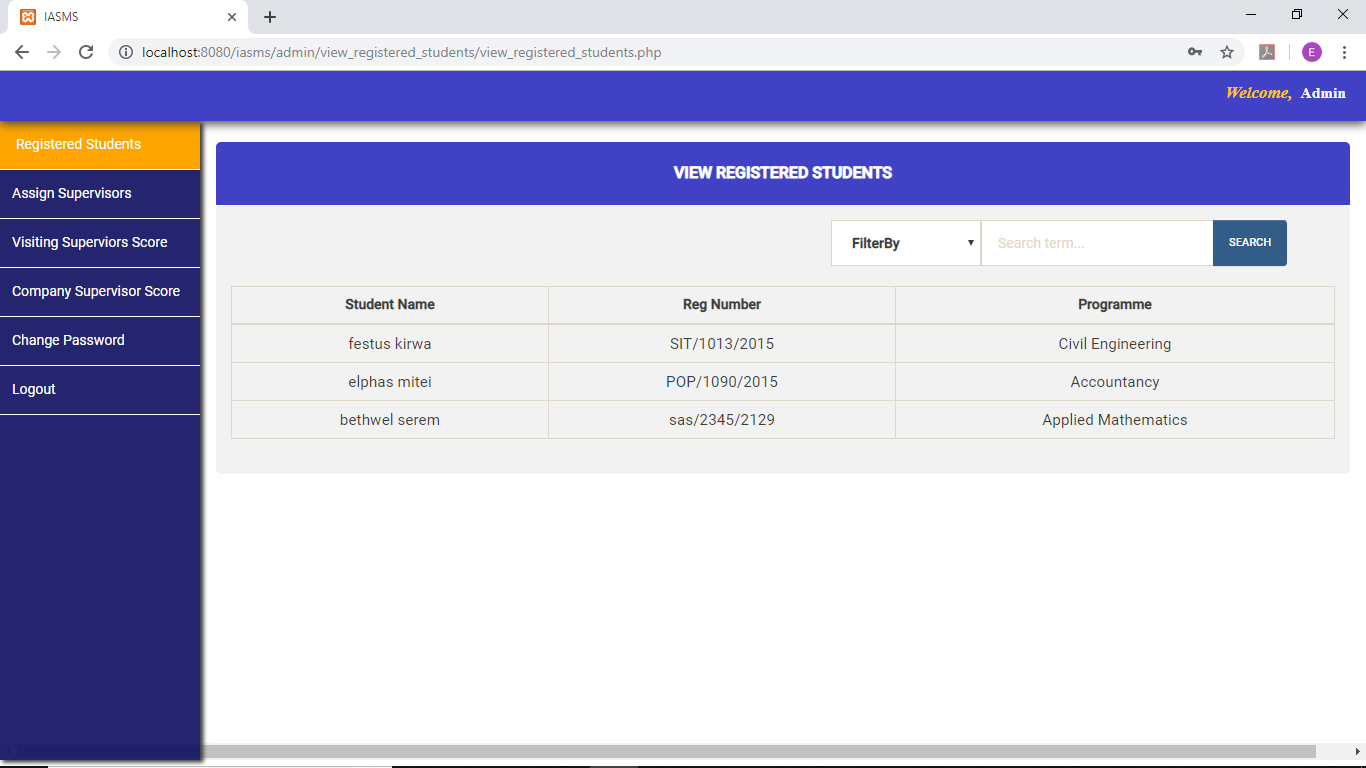 IASMS
localhost:8080/iasms/admin/view_registered_students/view_registered_students.php
E
Welcome, Admin
Registered Students
Assign Supervisors
Visiting Superviors Score
Company Supervisor Score
Change Password
Logout
VIEW REGISTERED STUDENTS
FilterBy Search term... SEARCH
Student Name Reg Number Programme
festus kirwa SIT/1013/2015 Civil Engineering
elphas mitei POP/1090/2015 Accountancy
bethwel serem sas/2345/2129 Applied Mathematics